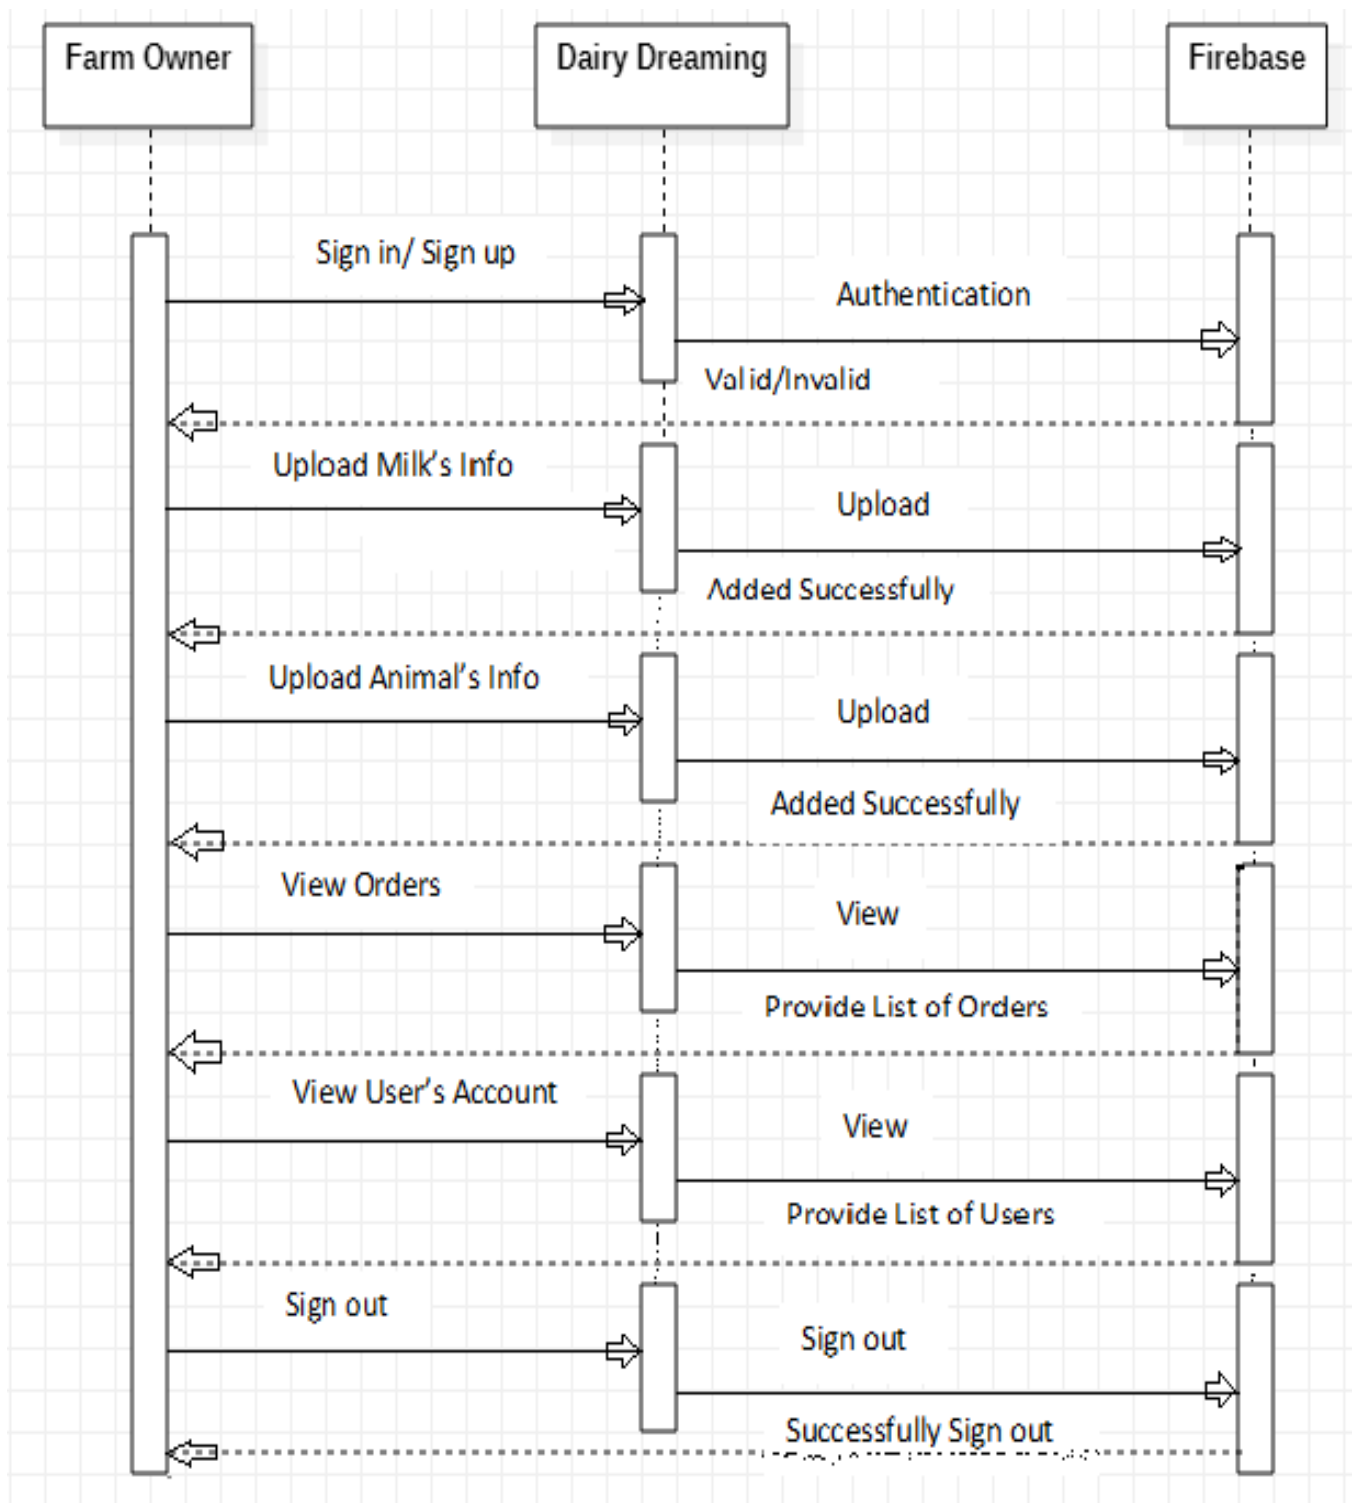 Farm Owner
Dairy Dreaming
Firebase
Sign in/ Sign up
Authentication
Valid/Invalid
Upload Milk's Info
Upload
Added Successfully
Upload Animal's Info
Upload
Added Successfully
View Orders
View
Provide List of Orders
View User's Account
View
Provide List of Users
Sign out
Sign out
Successfully Sign out